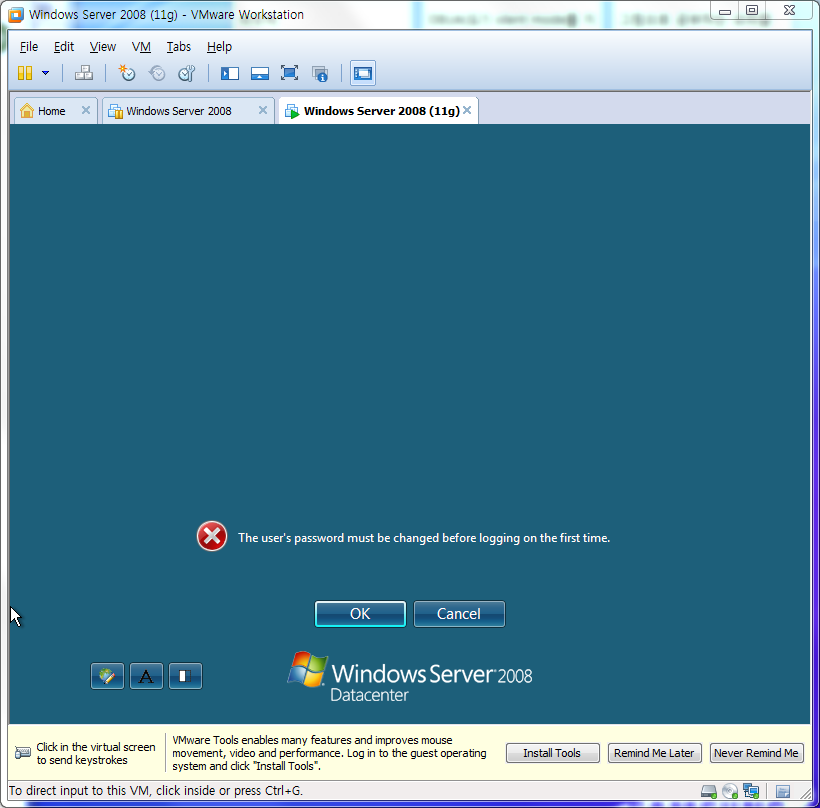 Windows Server 2008 (11g) - VMware Workstation
File Edit View VM Tabs Help
Home Windows Server 2008 Windows Server 2008 (11g)
The user's password must be changed before logging on the first time.
OK Cancel
A
Windows Server 2008
Datacenter
Click in the virtual screen
to send keystrokes
VMware Tools enables many features and improves mouse
movement, video and performance. Log in to the guest operating
system and click "Install Tools".
Install Tools Remind Me Later Never Remind Me
To direct input to this VM, click inside or press Ctrl+G.